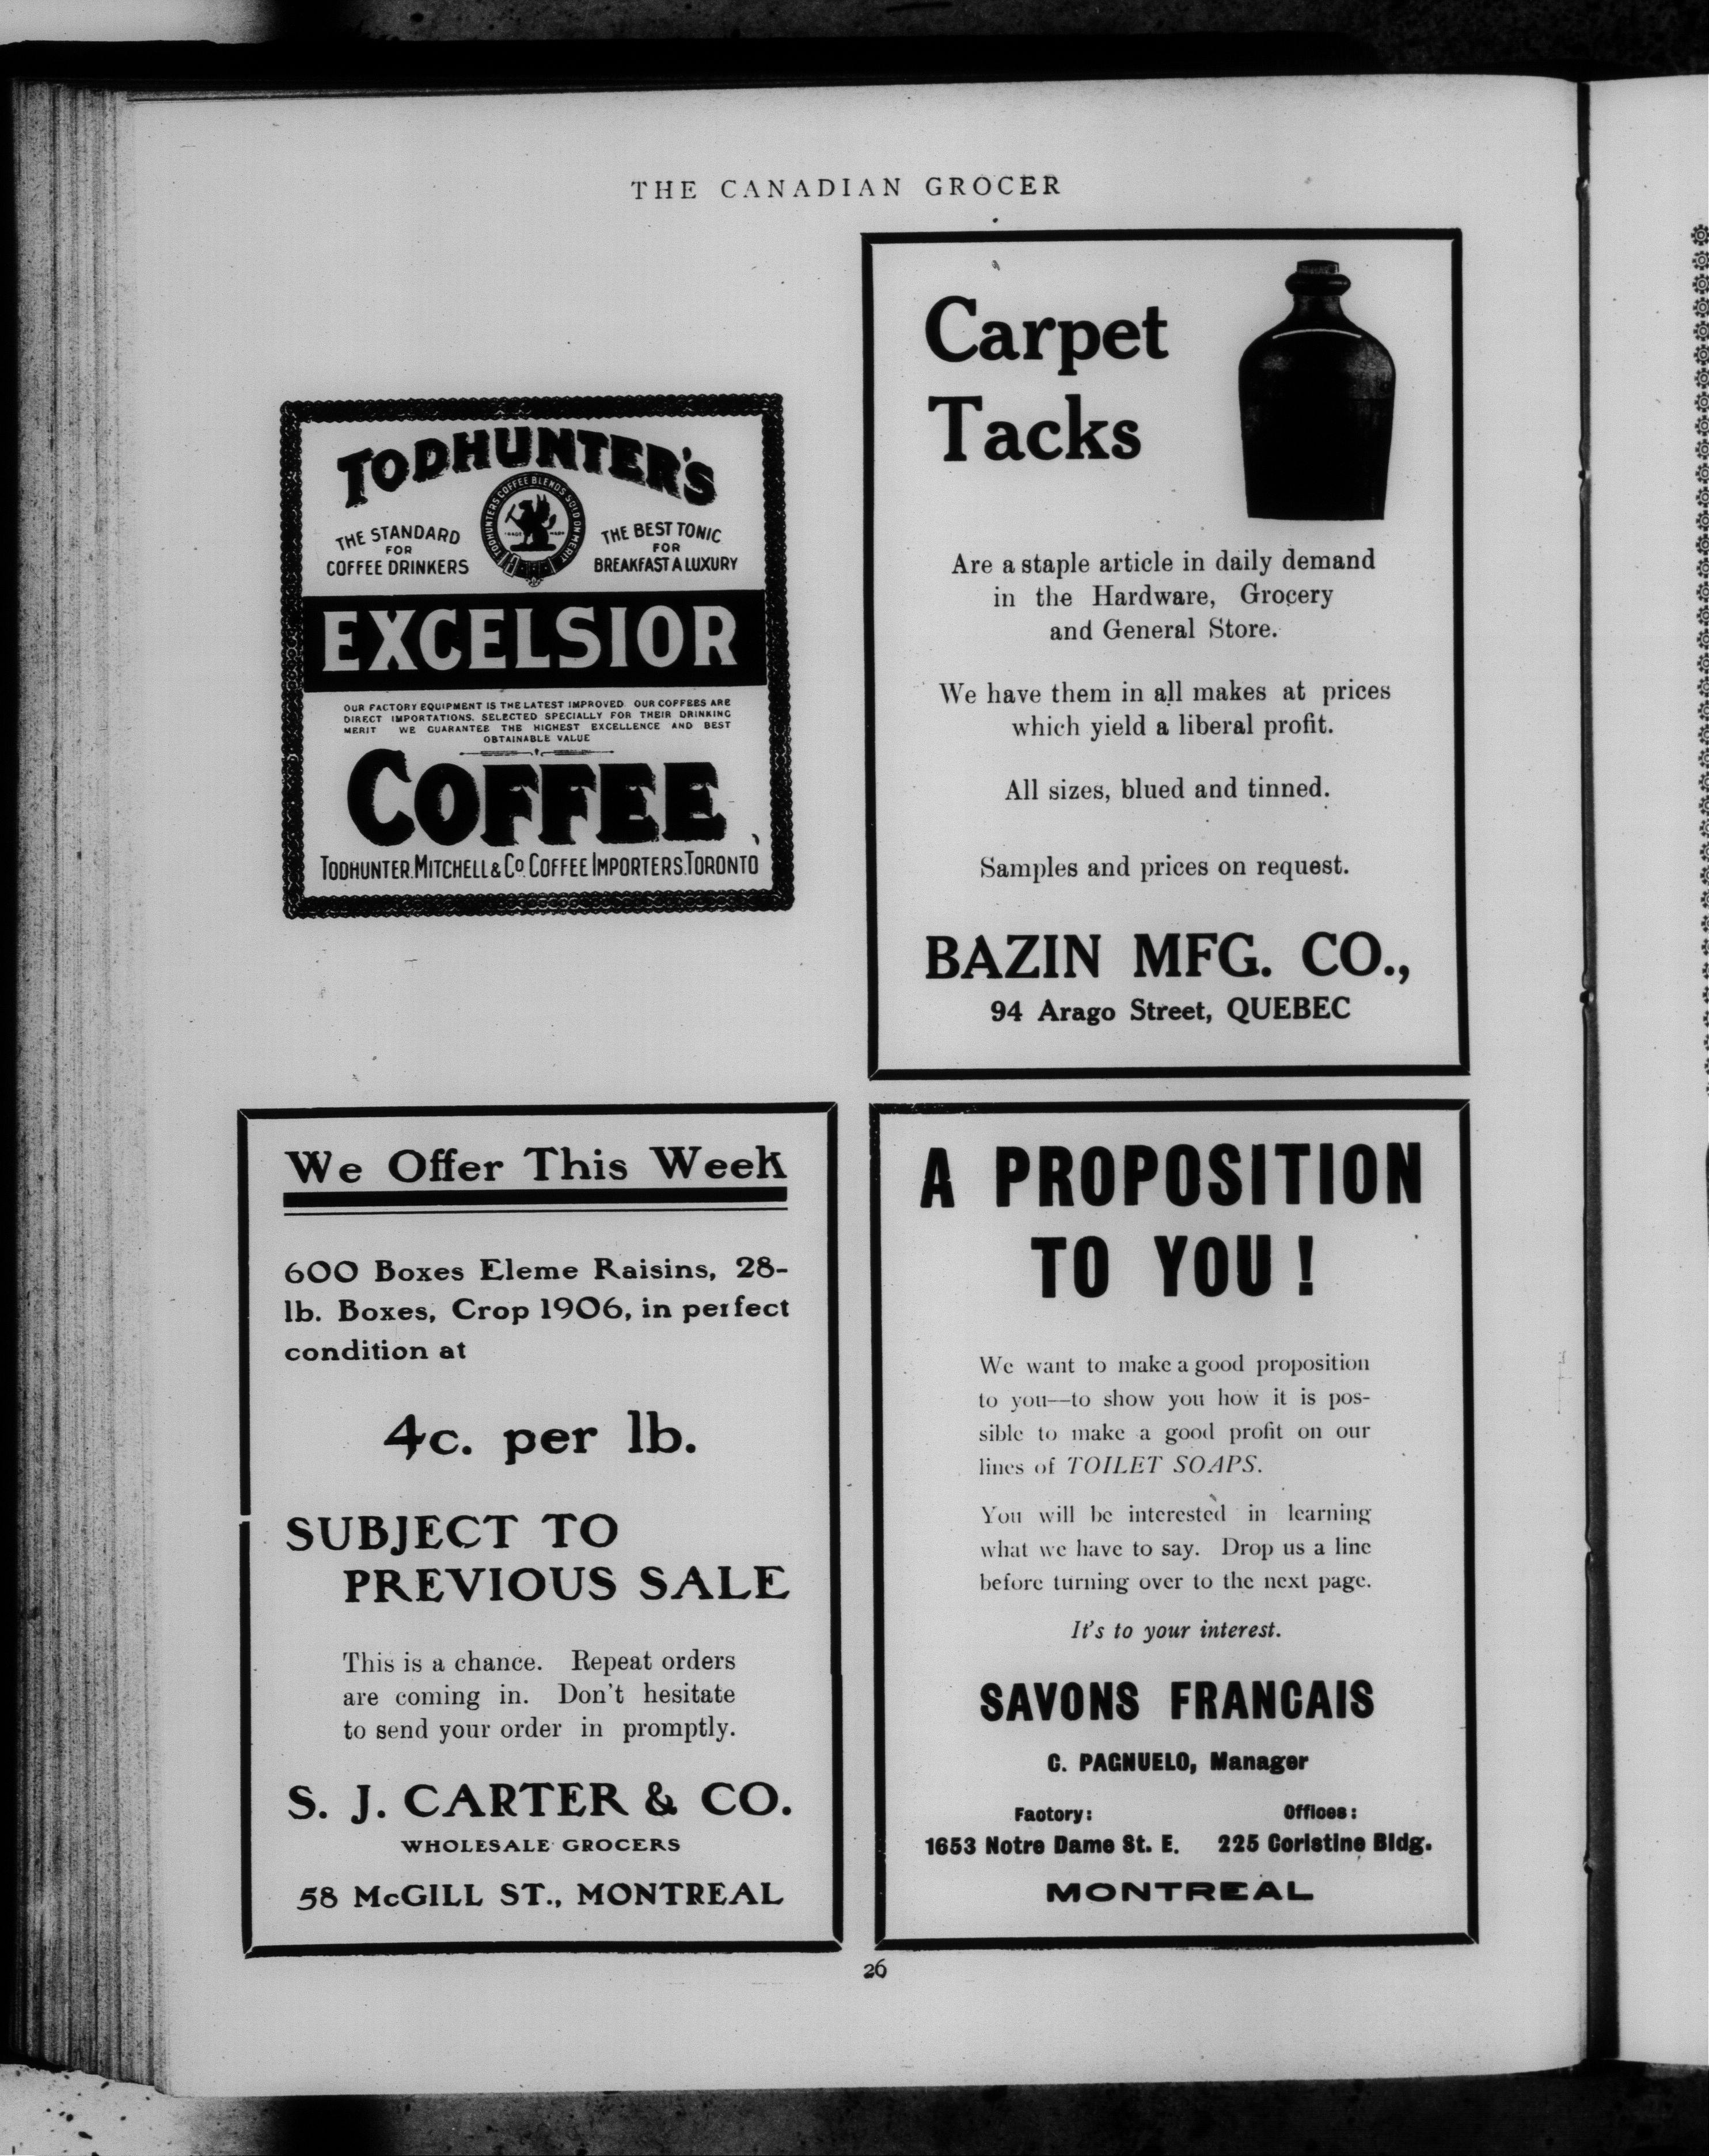 THE CANADIAN GROCER
TODHUNTER'S
TODHUNTERS COFFEE BLENDS SOLD ON MERIT
TRADE MARK
THE STANDARD
FOR
COFFEE DRINKERS
THE BEST TONIC
FOR
BREAKFAST A LUXURY
EXCELSIOR
OUR FACTORY EQUIPMENT IS THE LATEST IMPROVED. OUR COFFEES ARE
DIRECT IMPORTATIONS. SELECTED SPECIALLY FOR THEIR DRINKING
MERIT WE GUARANTEE THE HIGHEST EXCELLENCE AND BEST
OBTAINABLE VALUE
COFFEE
TODHUNTER. MITCHELL & CO. COFFEE IMPORTERS. TORONTO
Carpet
Tacks
Are a staple article in daily demand
in the Hardware, Grocery
and General Store.
We have them in all makes at prices
which yield a liberal profit.
All sizes, blued and tinned.
Samples and prices on request.
BAZIN MFG. CO.,
94 Arago Street, QUEBEC
We Offer This Week
600 Boxes Eleme Raisins, 28-
lb. Boxes, Crop 1906, in perfect
condition at
4c. per lb.
SUBJECT TO
PREVIOUS SALE
This is a chance. Repeat orders
are coming in. Don't hesitate
to send your order in promptly.
S. J. CARTER & CO.
WHOLESALE GROCERS
58 McGILL ST., MONTREAL
A PROPOSITION
TO YOU!
We want to make a good proposition
to you—to show you how it is pos-
sible to make a good profit on our
lines of TOILET SOAPS.
You will be interested in learning
what we have to say. Drop us a line
before turning over to the next page.
It's to your interest.
SAVONS FRANCAIS
C. PAGNUELO, Manager
Factory: Offices:
1653 Notre Dame St. E. 225 Coristine Bldg.
MONTREAL
26